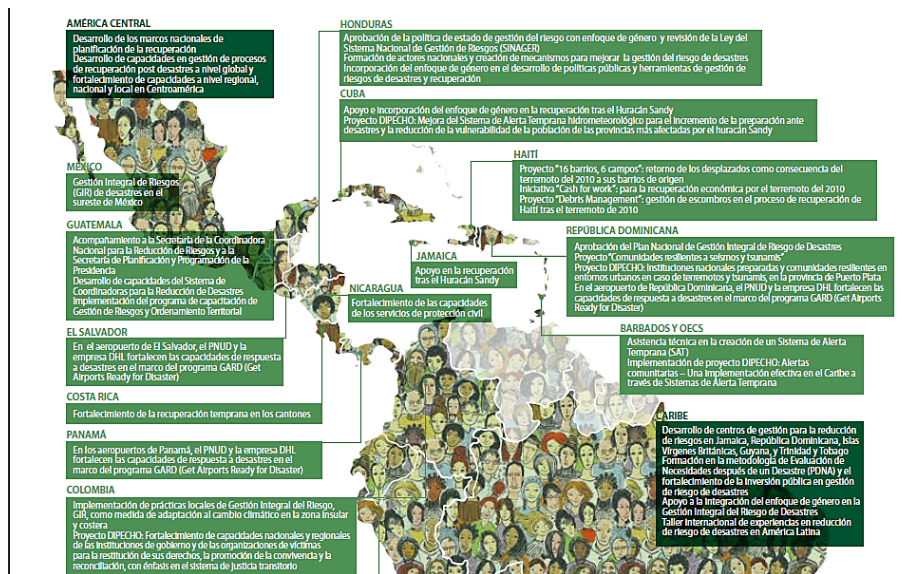 AMÉRICA CENTRAL
Desarrollo de los marcos nacionales de
planificación de la recuperación
Desarrollo de capacidades en gestión de procesos
de recuperación post desastres a nivel global y
fortalecimiento de capacidades a nivel regional,
nacional y local en Centroamérica
HONDURAS
Aprobación de la política de estado de gestión del riesgo con enfoque de género y revisión de la Ley del
Sistema Nacional de Gestión de Riesgos (SINAGER)
Formación de actores nacionales y creación de mecanismos para mejorar la gestión del riesgo de desastres
Incorporación del enfoque de género en el desarrollo de políticas públicas y herramientas de gestión de
riesgos de desastres y recuperación
CUBA
Apoyo e incorporación del enfoque de género en la recuperación tras el Huracán Sandy
Proyecto DIPECHO: Mejora del Sistema de Alerta Temprana hidrometeorológico para el incremento de la preparación ante
desastres y la reducción de la vulnerabilidad de la población de las provincias más afectadas por el huracán Sandy
HAITÍ
Proyecto "16 barrios, 6 campos": retorno de los desplazados como consecuencia del
terremoto del 2010 a sus barrios de origen
Iniciativa "Cash for work": para la recuperación económica por el terremoto del 2010
Proyecto "Debris Management": gestión de escombros en el proceso de recuperación de
Haití tras el terremoto de 2010
MÉXICO
Gestión Integral de Riesgos
(GIR) de desastres en el
sureste de México
GUATEMALA
Acompañamiento a la Secretaría de la Coordinadora
Nacional para la Reducción de Riesgos y a la
Secretaría de Planificación y Programación de la
Presidencia
Desarrollo de capacidades del Sistema de
Coordinadoras para la Reducción de Desastres
Implementación del programa de capacitación de
Gestión de Riesgos y Ordenamiento Territorial
REPÚBLICA DOMINICANA
Aprobación del Plan Nacional de Gestión Integral de Riesgo de Desastres
Proyecto "Comunidades resilientes a seísmos y tsunamis"
Proyecto DIPECHO: Instituciones nacionales preparadas y comunidades resilientes en
entornos urbanos en caso de terremotos y tsunamis, en la provincia de Puerto Plata
En el aeropuerto de República Dominicana, el PNUD y la empresa DHL fortalecen las
capacidades de respuesta a desastres en el marco del programa GARD (Get Airports
Ready for Disaster)
JAMAICA
Apoyo en la recuperación
tras el Huracán Sandy
NICARAGUA
Fortalecimiento de las capacidades
de los servicios de protección civil
EL SALVADOR
En el aeropuerto de El Salvador, el PNUD y la
empresa DHL fortalecen las capacidades de respuesta
a desastres en el marco del programa GARD (Get
Airports Ready for Disaster)
BARBADOS Y OECS
Asistencia técnica en la creación de un Sistema de Alerta
Temprana (SAT)
Implementación de proyecto DIPECHO: Alertas
comunitarias – Una implementación efectiva en el Caribe a
través de Sistemas de Alerta Temprana
COSTA RICA
Fortalecimiento de la recuperación temprana en los cantones
PANAMÁ
En los aeropuertos de Panamá, el PNUD y la empresa DHL
fortalecen las capacidades de respuesta a desastres en el
marco del programa GARD (Get Airports Ready for Disaster)
CARIBE
Desarrollo de centros de gestión para la reducción
de riesgos en Jamaica, República Dominicana, Islas
Vírgenes Británicas, Guyana, y Trinidad y Tobago
Formación en la metodología de Evaluación de
Necesidades después de un Desastre (PDNA) y el
fortalecimiento de la inversión pública en gestión
de riesgo de desastres
Apoyo a la integración del enfoque de género en la
Gestión Integral del Riesgo de Desastres
Taller Internacional de experiencias en reducción
de riesgo de desastres en América Latina
COLOMBIA
Implementación de prácticas locales de Gestión Integral del Riesgo,
GIR, como medida de adaptación al cambio climático en la zona insular
y costera
Proyecto DIPECHO: Fortalecimiento de capacidades nacionales y regionales
de las instituciones de gobierno y de las organizaciones de víctimas
para la restitución de sus derechos, la promoción de la convivencia y la
reconciliación, con énfasis en el sistema de justicia transitorio